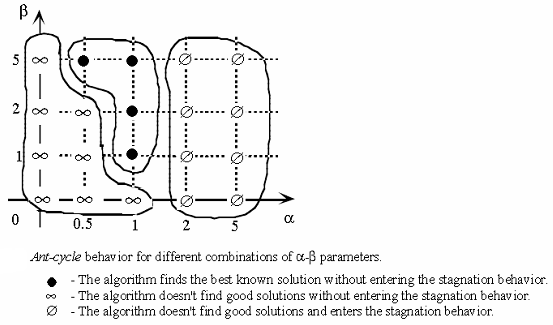 β
5 ∞ ● ● ∅ ∅
2 ∞ ∞ ● ∅ ∅
1 ∞ ∞ ● ∅ ∅
∞ ∞ ∞ ∅ ∅
0 0.5 1 2 5 α
Ant-cycle behavior for different combinations of α-β parameters.
● - The algorithm finds the best known solution without entering the stagnation behavior.
∞ - The algorithm doesn't find good solutions without entering the stagnation behavior.
∅ - The algorithm doesn't find good solutions and enters the stagnation behavior.